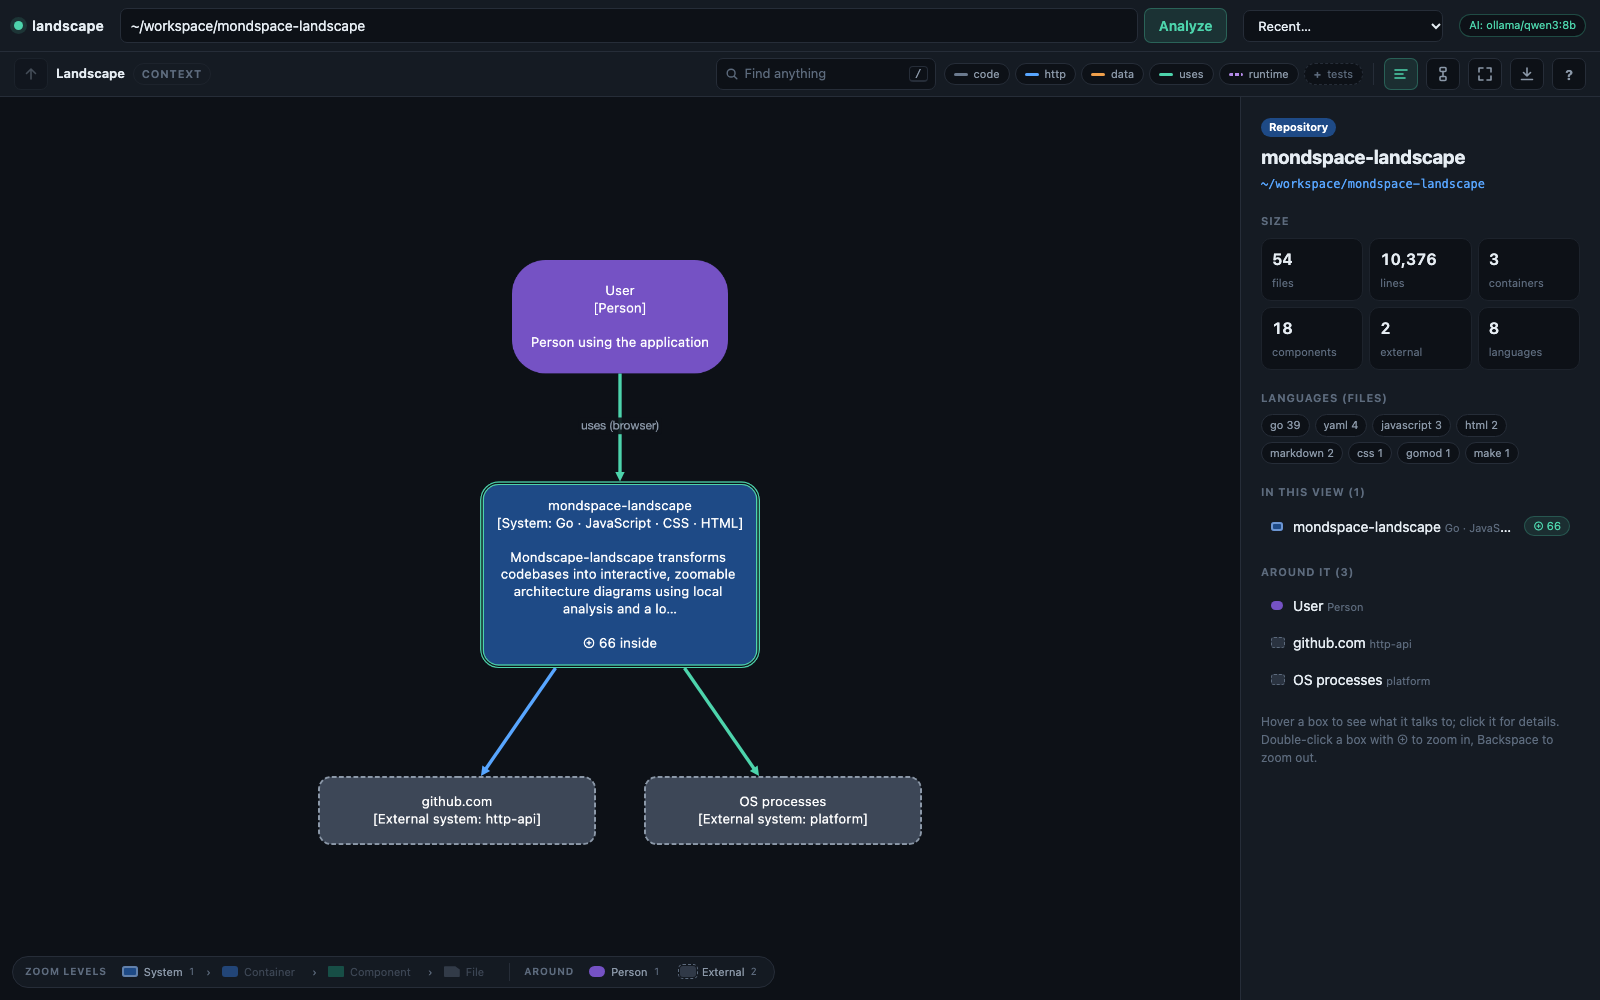 landscape
~/workspace/mondspace-landscape
Analyze
Recent...
AI: ollama/qwen3:8b
Landscape
CONTEXT
Find anything
/
code
http
data
uses
runtime
+ tests
?
User
[Person]
Person using the application
uses (browser)
mondspace-landscape
[System: Go · JavaScript · CSS · HTML]
Mondscape-landscape transforms
codebases into interactive, zoomable
architecture diagrams using local
analysis and a lo...
⊕ 66 inside
github.com
[External system: http-api]
OS processes
[External system: platform]
ZOOM LEVELS
System 1
›
Container
›
Component
›
File
AROUND
Person 1
External 2
Repository
mondspace-landscape
~/workspace/mondspace-landscape
SIZE
54
files
10,376
lines
3
containers
18
components
2
external
8
languages
LANGUAGES (FILES)
go 39
yaml 4
javascript 3
html 2
markdown 2
css 1
gomod 1
make 1
IN THIS VIEW (1)
mondspace-landscape Go · JavaS...
⊕ 66
AROUND IT (3)
User Person
github.com http-api
OS processes platform
Hover a box to see what it talks to; click it for details.
Double-click a box with ⊕ to zoom in, Backspace to
zoom out.